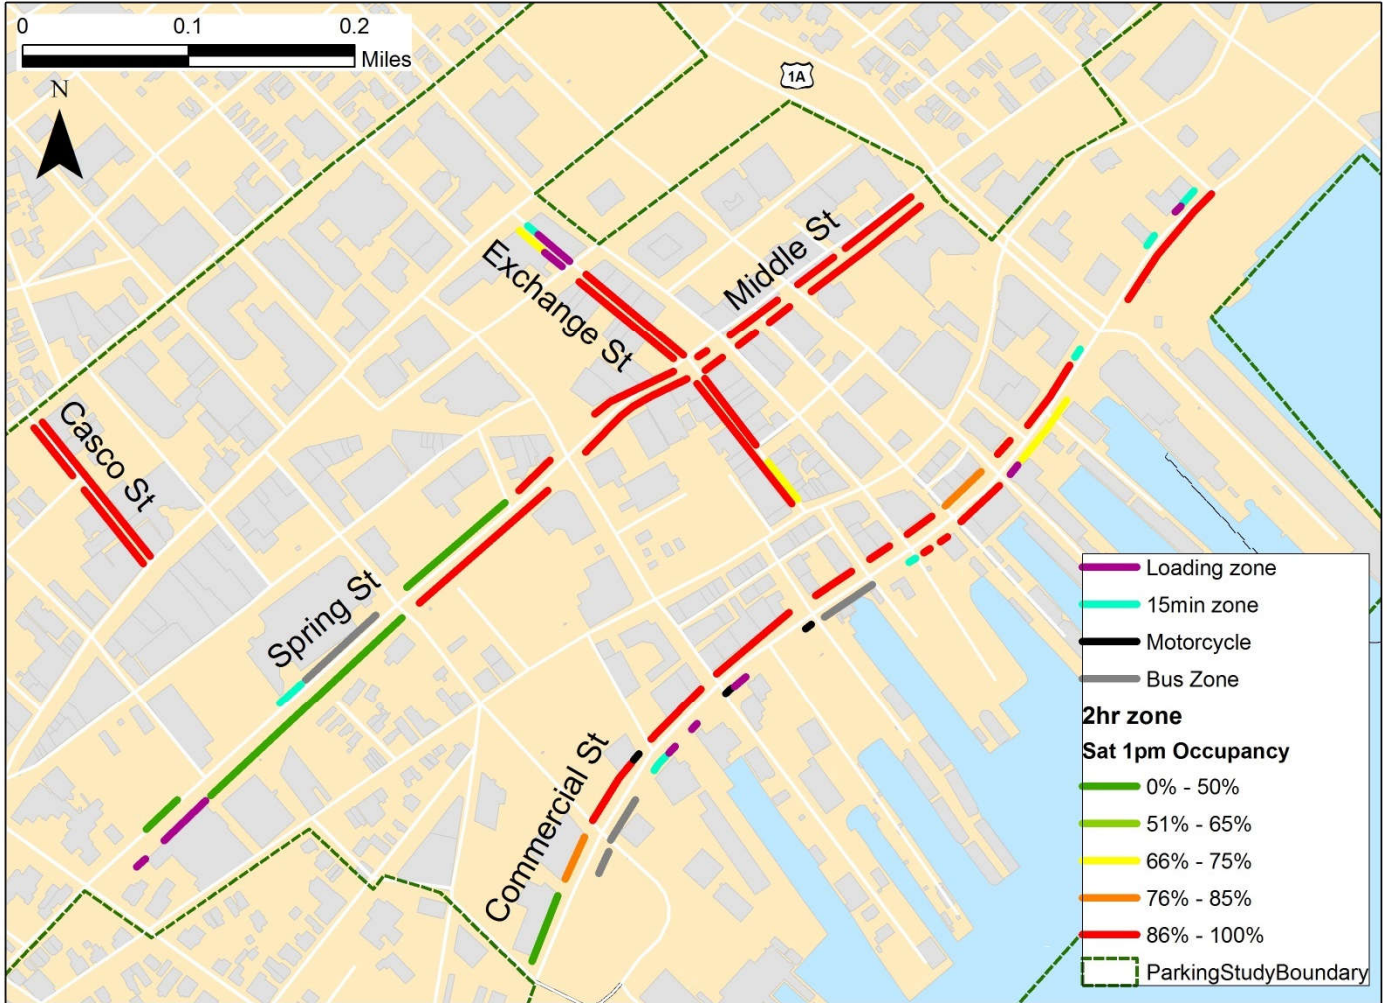 0 0.1 0.2
Miles
N
1A
Middle St
Exchange St
Casco St
Spring St
Commercial St
Loading zone
15min zone
Motorcycle
Bus Zone
2hr zone
Sat 1pm Occupancy
0% - 50%
51% - 65%
66% - 75%
76% - 85%
86% - 100%
ParkingStudyBoundary